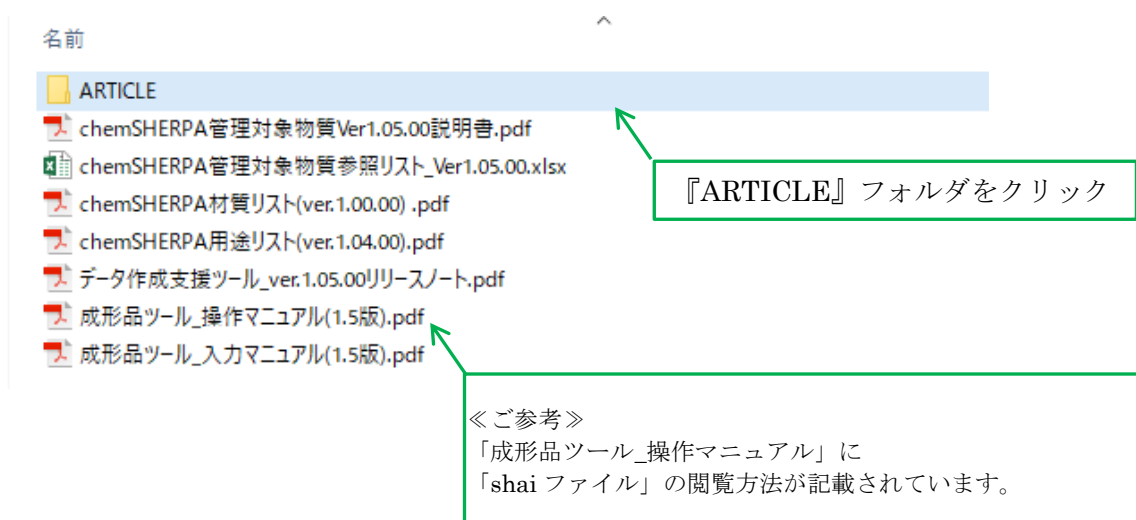 名前
ARTICLE
chemSHERPA管理対象物質Ver1.05.00説明書.pdf
chemSHERPA管理対象物質参照リスト_Ver1.05.00.xlsx
『ARTICLE』フォルダをクリック
chemSHERPA材質リスト(ver.1.00.00) .pdf
chemSHERPA用途リスト(ver.1.04.00).pdf
データ作成支援ツール_ver.1.05.00リリースノート.pdf
成形品ツール_操作マニュアル(1.5版).pdf
成形品ツール_入力マニュアル(1.5版).pdf
≪ご参考≫
「成形品ツール_操作マニュアル」に
「shai ファイル」の閲覧方法が記載されています。